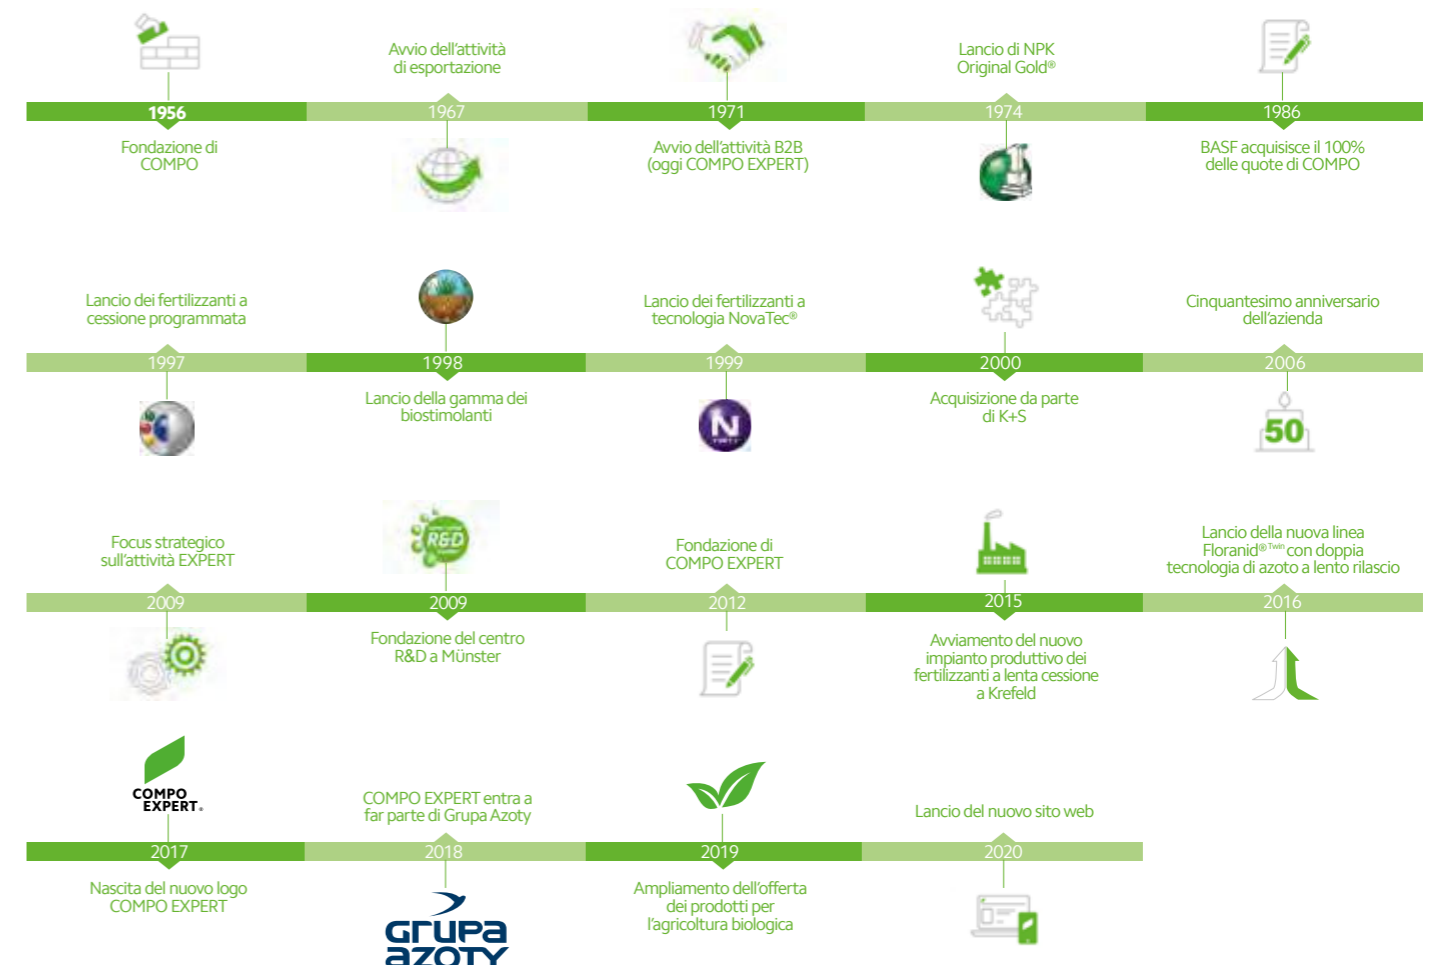 1956
Fondazione di
COMPO
Avvio dell'attività
di esportazione
1967
1971
Avvio dell'attività B2B
(oggi COMPO EXPERT)
Lancio di NPK
Original Gold®
1974
1986
BASF acquisisce il 100%
delle quote di COMPO
Lancio dei fertilizzanti a
cessione programmata
1997
1998
Lancio della gamma dei
biostimolanti
Lancio dei fertilizzanti a
tecnologia NovaTec®
1999
N
2000
Acquisizione da parte
di K+S
Cinquantesimo anniversario
dell'azienda
2006
50
Focus strategico
sull'attività EXPERT
2009
R&D
2009
Fondazione del centro
R&D a Münster
Fondazione di
COMPO EXPERT
2012
2015
Avviamento del nuovo
impianto produttivo dei
fertilizzanti a lenta cessione
a Krefeld
Lancio della nuova linea
Floranid® Twin con doppia
tecnologia di azoto a lento rilascio
2016
COMPO
EXPERT®
2017
Nascita del nuovo logo
COMPO EXPERT
COMPO EXPERT entra a
far parte di Grupa Azoty
2018
GRUPA
AZOTY
2019
Ampliamento dell'offerta
dei prodotti per
l'agricoltura biologica
Lancio del nuovo sito web
2020